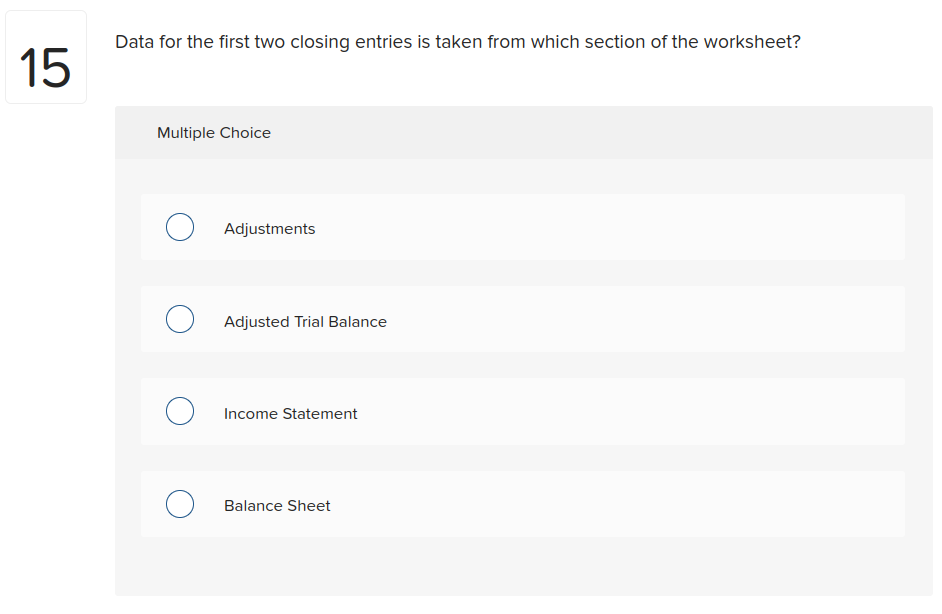 15
Data for the first two closing entries is taken from which section of the worksheet?
Multiple Choice
Adjustments
Adjusted Trial Balance
Income Statement
Balance Sheet